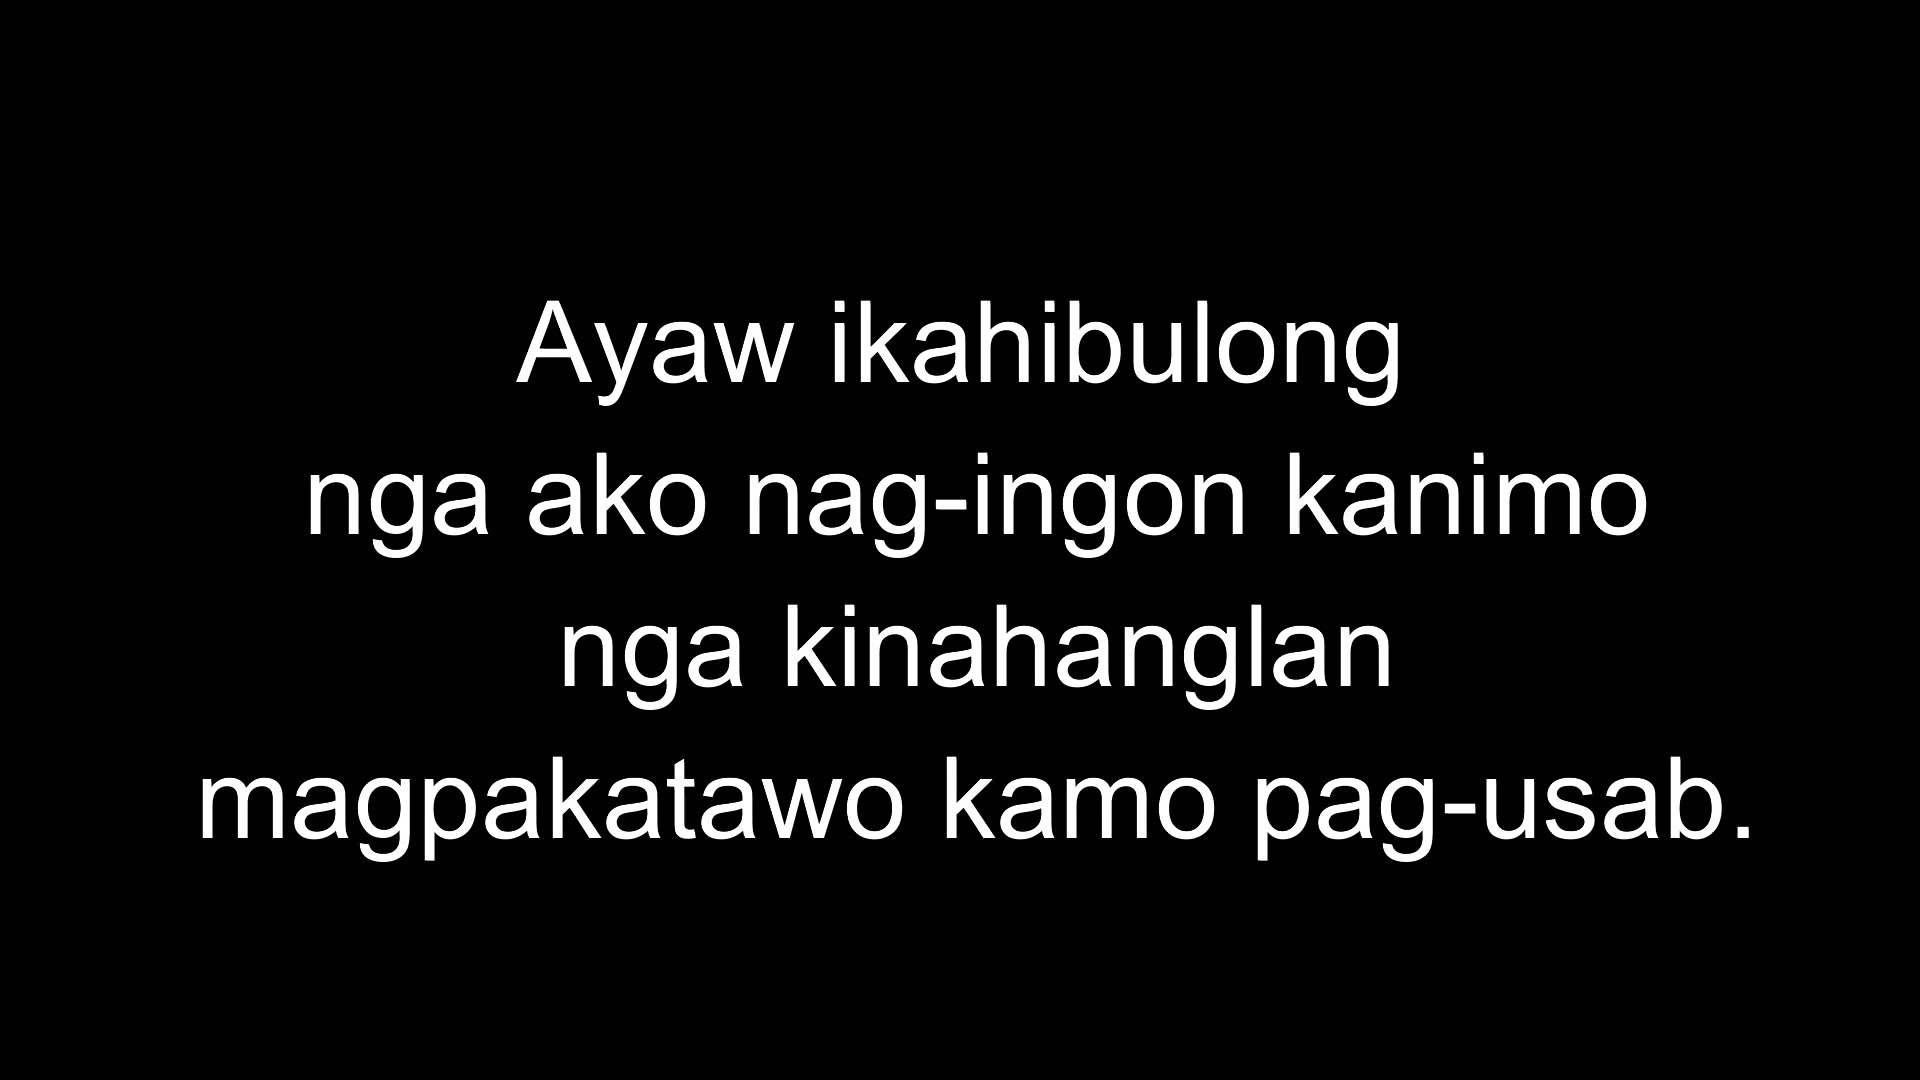 Ayaw ikahibulong
nga ako nag-ingon kanimo
nga kinahanglan
magpakatawo kamo pag-usab.